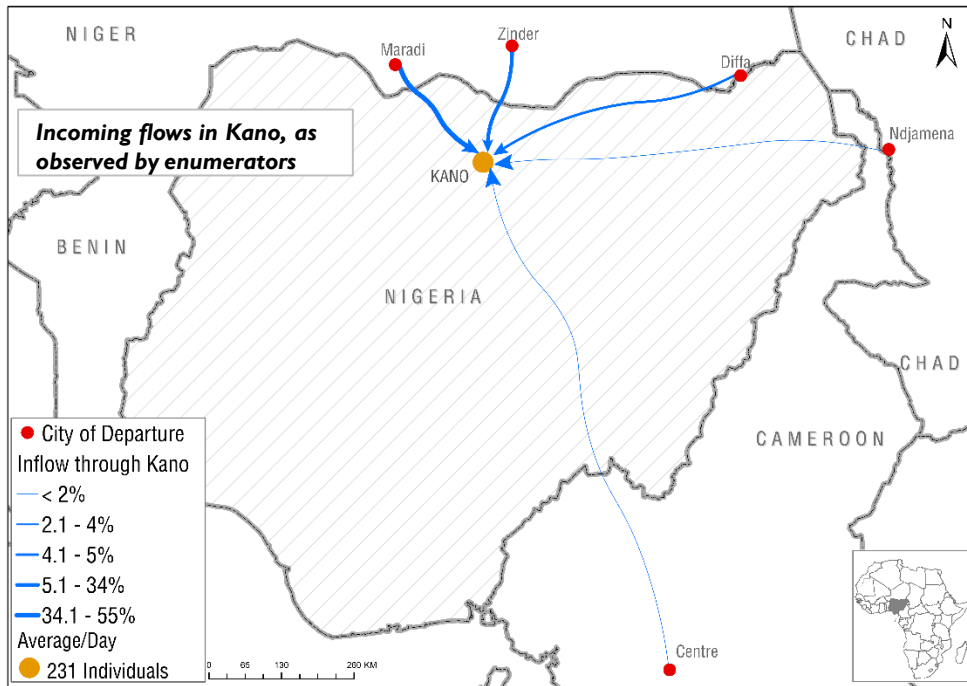 NIGER
Zinder
CHAD
N
Maradi
Diffa
Incoming flows in Kano, as
observed by enumerators
Ndjamena
KANO
BENIN
NIGERIA
CHAD
CAMEROON
City of Departure
Inflow through Kano
< 2%
2.1 - 4%
4.1 - 5%
5.1 - 34%
34.1 - 55%
Average/Day
231 Individuals
0 65 130 260 KM
Centre